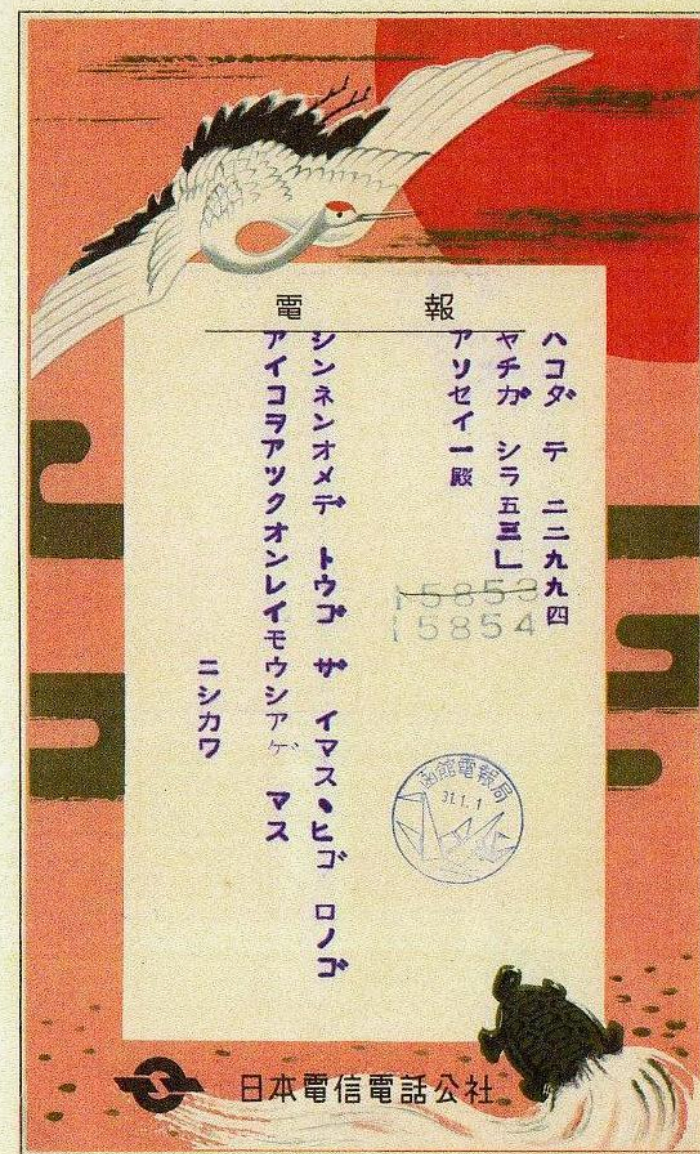 電報
ハコダ テ 二二九九四
ヤチガ シラ五三」
アソセイ一殿
15853
15854
シンネンオメデ トウゴ ザ イマス・ヒゴ ロノゴ
アイコヲアツクオンレイモウシアゲ マス
ニシカワ
函館電報局
31.1.1
日本電信電話公社